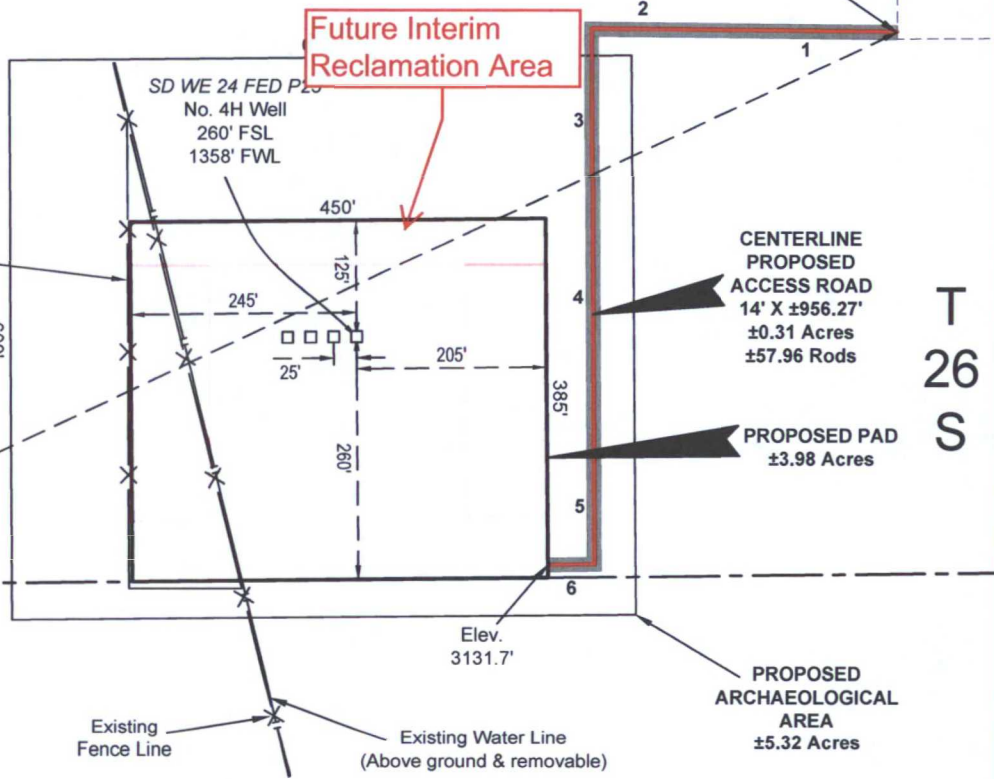 2
Future Interim
Reclamation Area
1
SD WE 24 FED
No. 4H Well
260' FSL
1358' FWL
3
450'
125'
CENTERLINE
PROPOSED
ACCESS ROAD
14' X ±956.27'
±0.31 Acres
±57.96 Rods
4
T
26
S
245'
25'
205'
385'
260'
PROPOSED PAD
±3.98 Acres
5
6
Elev.
3131.7'
PROPOSED
ARCHAEOLOGICAL
AREA
±5.32 Acres
Existing
Fence Line
Existing Water Line
(Above ground & removable)